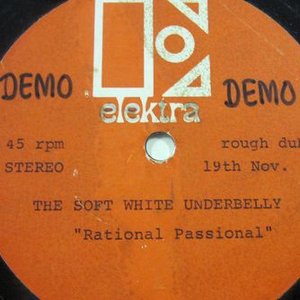 DEMO
DEMO
elektra
45 rpm
STEREO
rough dub
19th Nov.
THE SOFT WHITE UNDERBELLY
"Rational Passional"